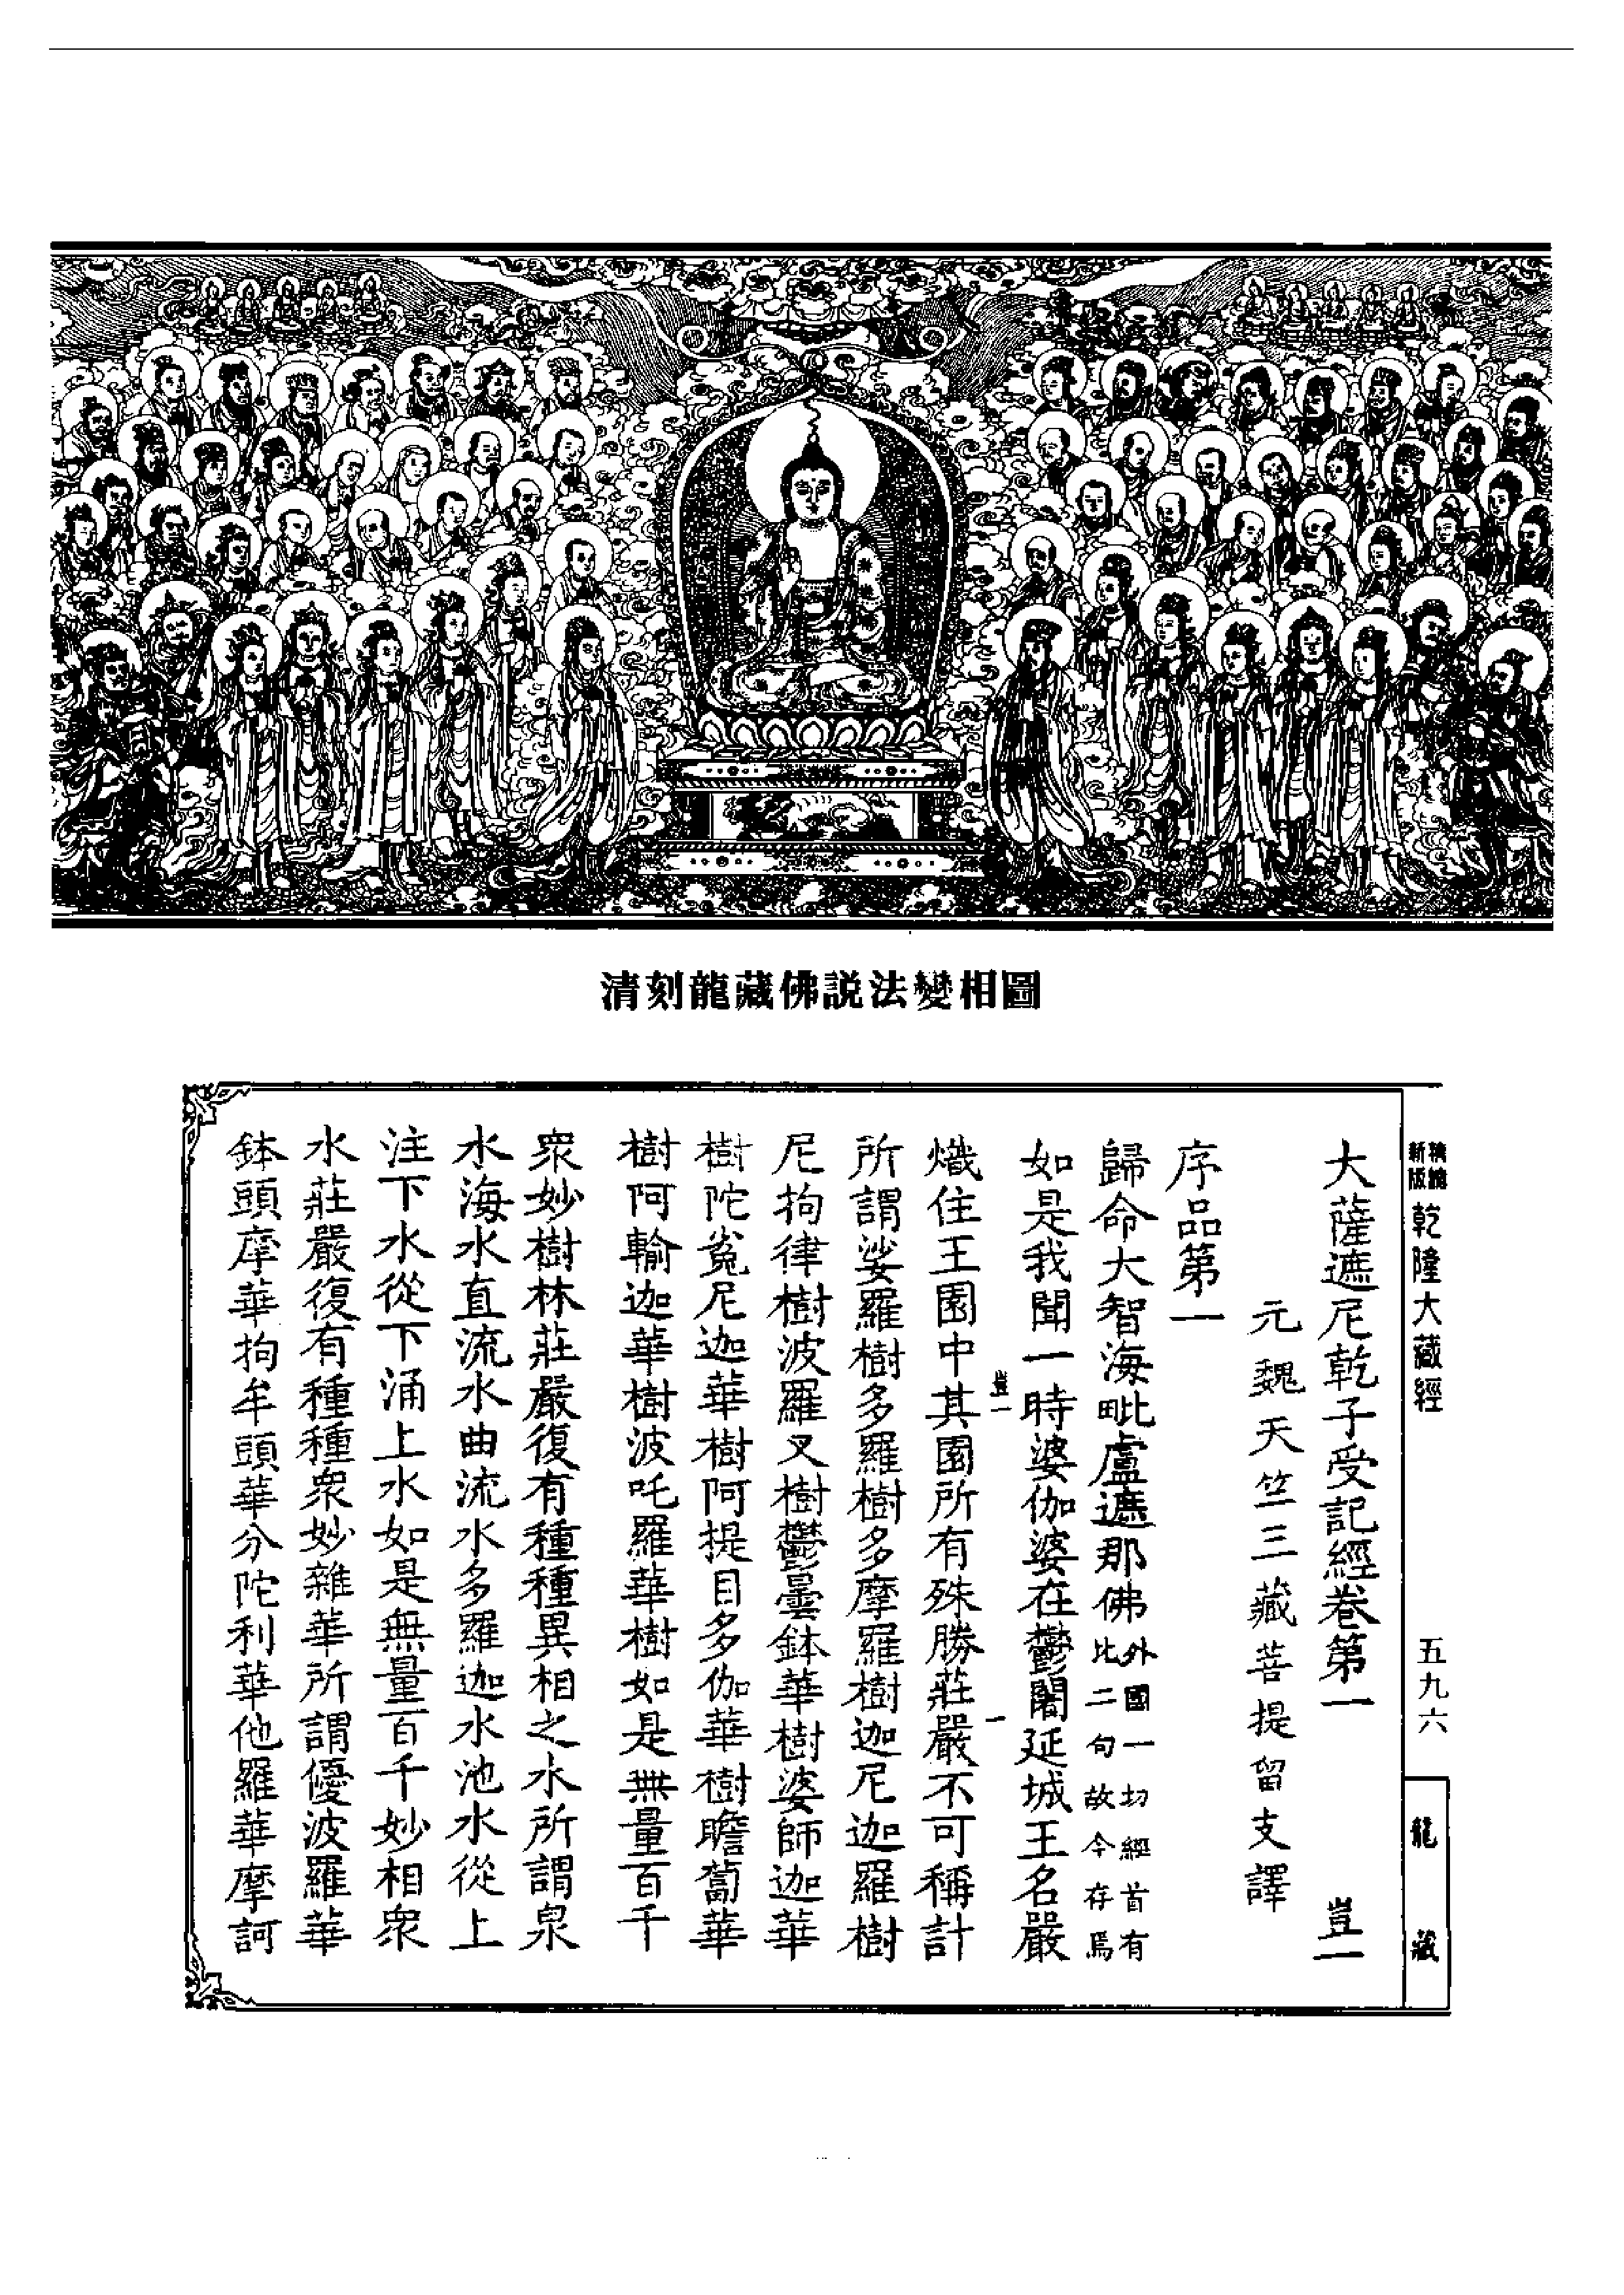 清刻龍藏佛説法變相圖
新版
乾隆大藏經
五九六
龍藏
大薩遮尼乾子受記經卷第一 豈一
元魏天竺三藏菩提留支譯
序品第一
歸命大智海毗盧遮那佛外國一切經首有
比二句故今存焉
如是我聞一時婆伽婆在鬱闍延城王名嚴
豈一 一
熾住王園中其園所有殊勝莊嚴不可稱計
所謂娑羅樹多羅樹多摩羅樹迦尼迦羅樹
尼拘律樹波羅叉樹鬱曇鉢華樹婆師迦華
樹陀㝹尼迦華樹阿提目多伽華樹瞻蔔華
樹阿輸迦華樹波吒羅華樹如是無量百千
衆妙樹林莊嚴復有種種異相之水所謂泉
水海水直流水曲流水多羅迦水池水從上
注下水從下涌上水如是無量百千妙相衆
水莊嚴復有種種衆妙雜華所謂優波羅華
鉢頭摩華拘牟頭華分陀利華他羅華摩訶